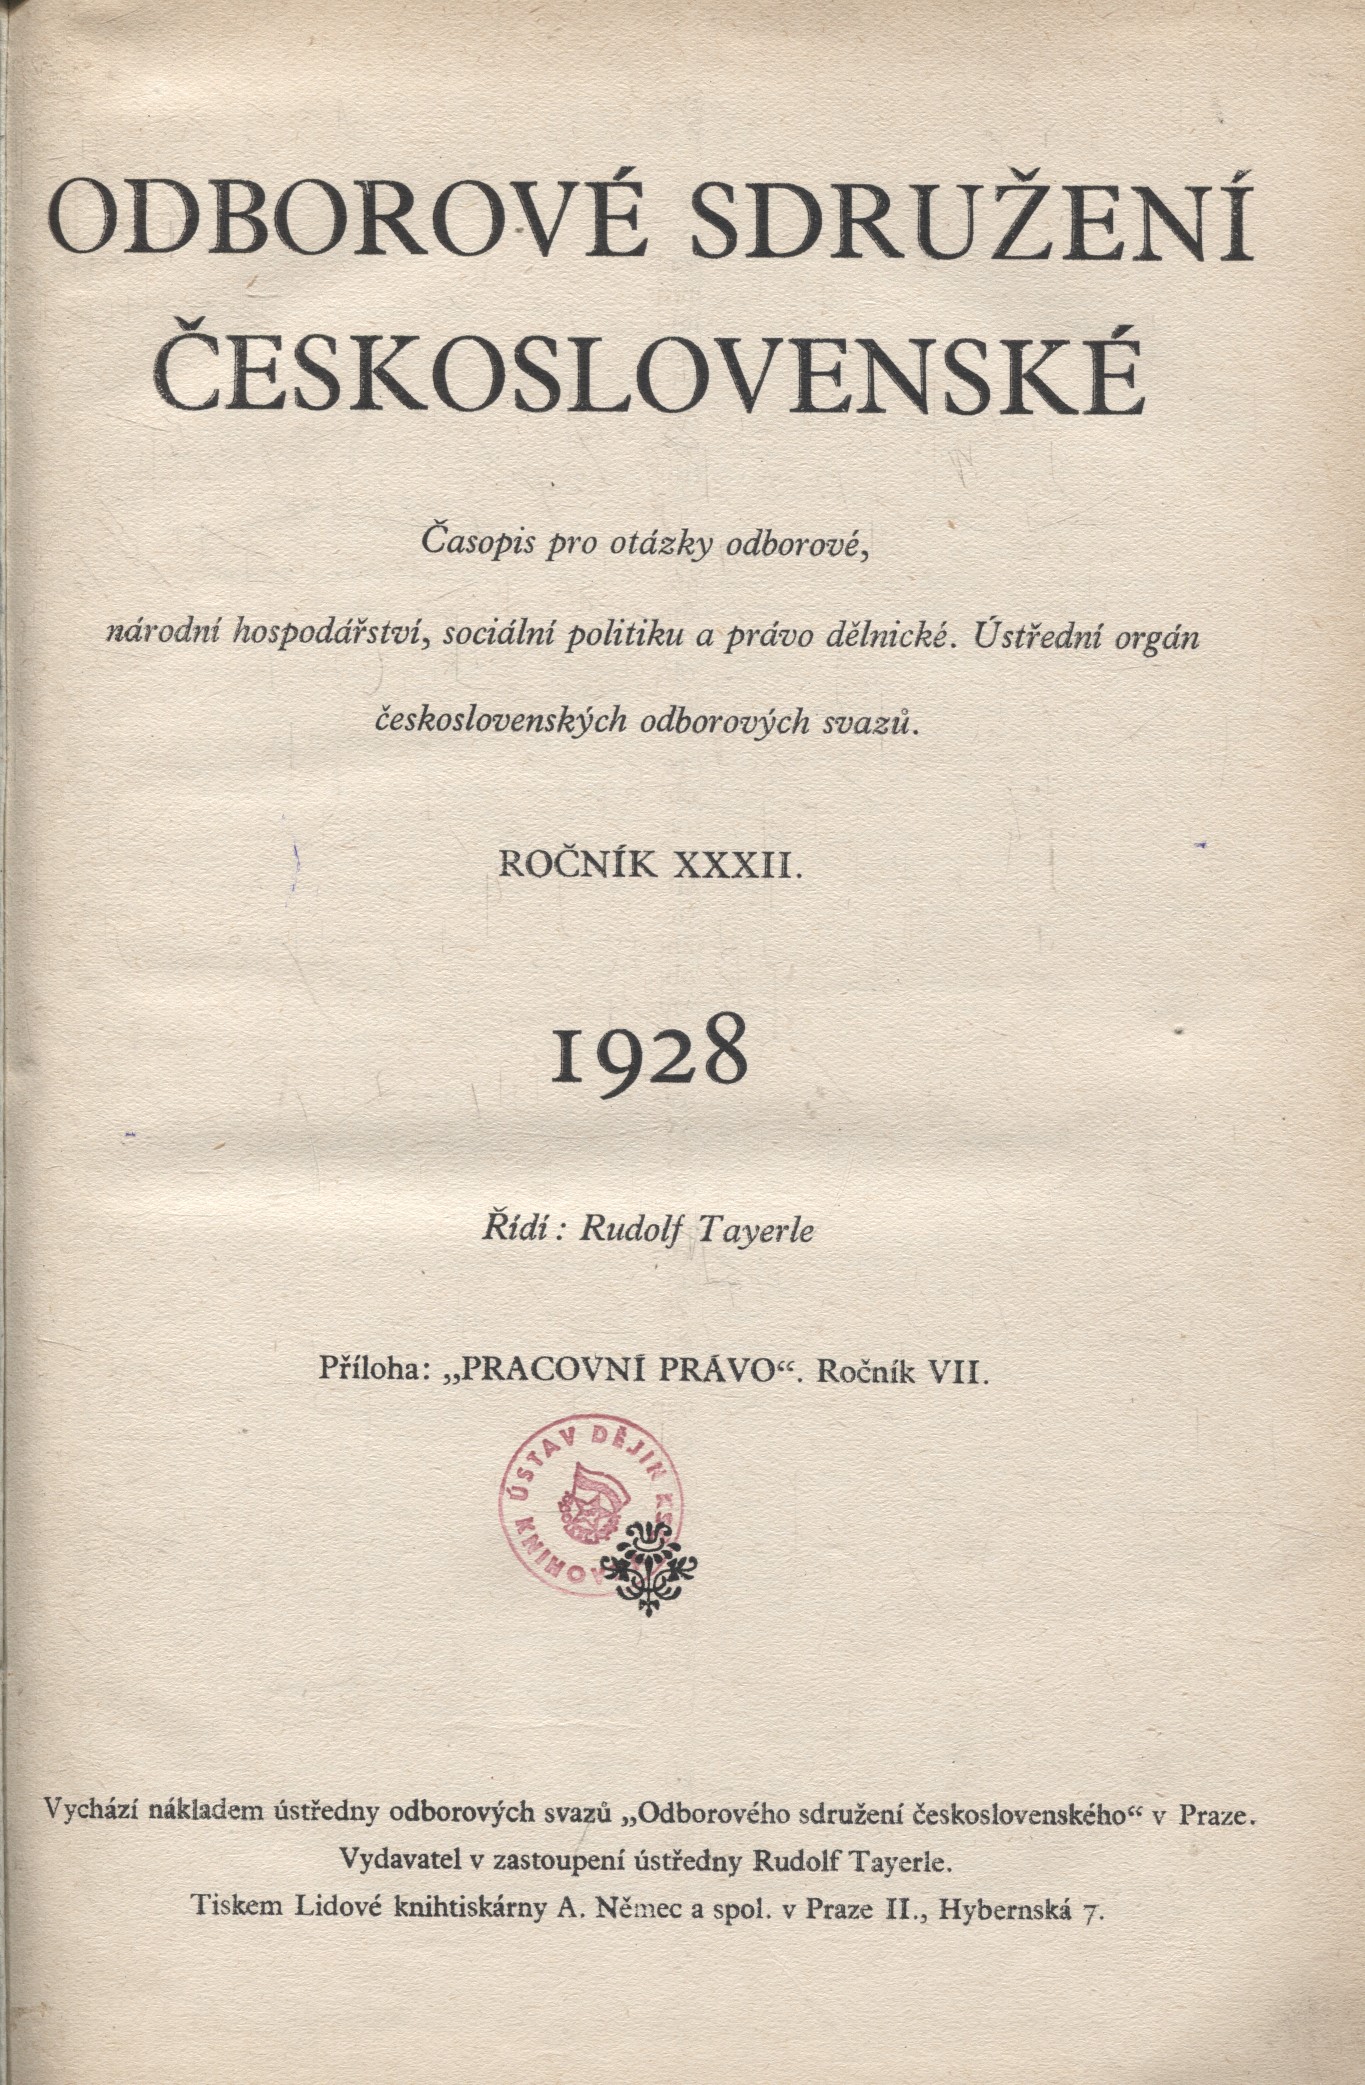 ODBOROVÉ SDRUŽENÍ
ČESKOSLOVENSKÉ
Časopis pro otázky odborové,
národní hospodářství, sociální politiku a právo dělnické. Ústřední orgán
československých odborových svazů.
ROČNÍK XXXII.
1928
Řídí: Rudolf Tayerle
Příloha: „PRACOVNÍ PRÁVO“. Ročník VII.
ÚSTAV DĚJIN
Vychází nákladem ústředny odborových svazů „Odborového sdružení československého“ v Praze.
Vydavatel v zastoupení ústředny Rudolf Tayerle.
Tiskem Lidové knihtiskárny A. Němec a spol. v Praze II., Hybernská 7.